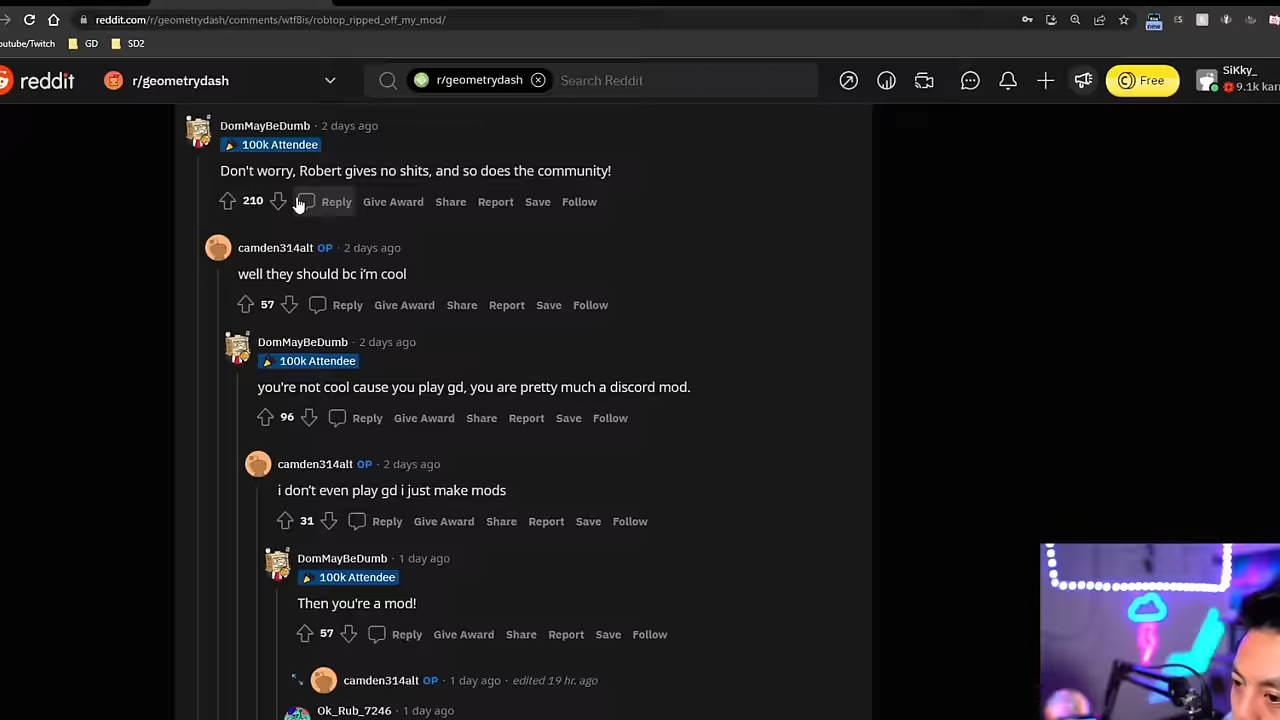 reddit.com/r/geometrydash/comments/wtf8is/robtop_ripped_off_my_mod/
outube/Twitch GD SD2
new
reddit r/geometrydash r/geometrydash Search Reddit Free SiKky_
9.1k kar
DomMayBeDumb · 2 days ago
100k Attendee
Don't worry, Robert gives no shits, and so does the community!
210 Reply Give Award Share Report Save Follow
camden314alt OP · 2 days ago
well they should bc i'm cool
57 Reply Give Award Share Report Save Follow
DomMayBeDumb · 2 days ago
100k Attendee
you're not cool cause you play gd, you are pretty much a discord mod.
96 Reply Give Award Share Report Save Follow
camden314alt OP · 2 days ago
i don't even play gd i just make mods
31 Reply Give Award Share Report Save Follow
DomMayBeDumb · 1 day ago
100k Attendee
Then you're a mod!
57 Reply Give Award Share Report Save Follow
camden314alt OP · 1 day ago · edited 19 hr. ago
Ok_Rub_7246 · 1 day ago